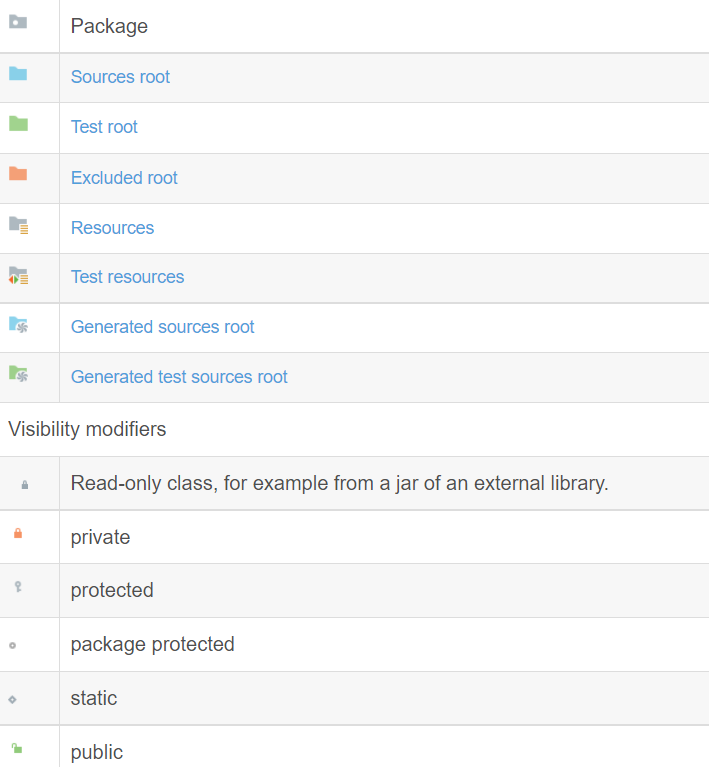 Package
Sources root
Test root
Excluded root
Resources
Test resources
Generated sources root
Generated test sources root
Visibility modifiers
Read-only class, for example from a jar of an external library.
private
protected
package protected
static
public